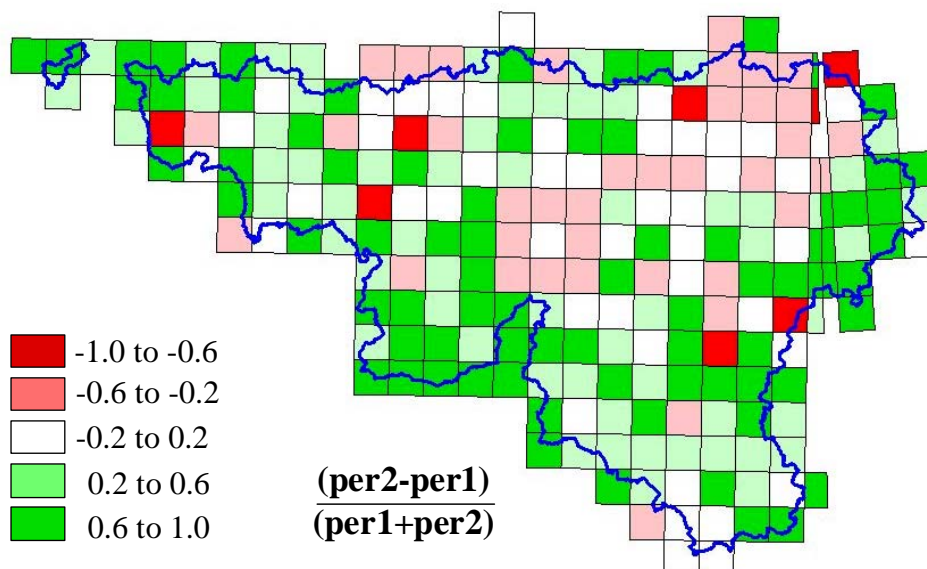 -1.0 to -0.6
-0.6 to -0.2
-0.2 to 0.2
0.2 to 0.6
0.6 to 1.0
(per2-per1)
(per1+per2)